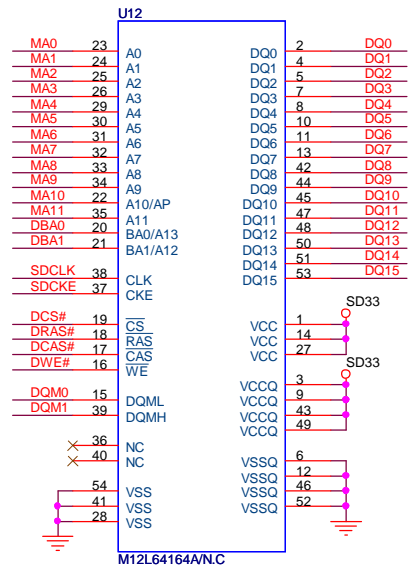 U12
MA0 23 A0 DQ0 2 DQ0
MA1 24 A1 DQ1 4 DQ1
MA2 25 A2 DQ2 5 DQ2
MA3 26 A3 DQ3 7 DQ3
MA4 29 A4 DQ4 8 DQ4
MA5 30 A5 DQ5 10 DQ5
MA6 31 A6 DQ6 11 DQ6
MA7 32 A7 DQ7 13 DQ7
MA8 33 A8 DQ8 42 DQ8
MA9 34 A9 DQ9 44 DQ9
MA10 22 A10/AP DQ10 45 DQ10
MA11 35 A11 DQ11 47 DQ11
DBA0 20 BA0/A13 DQ12 48 DQ12
DBA1 21 BA1/A12 DQ13 50 DQ13
DQ14 51 DQ14
SDCLK 38 CLK DQ15 53 DQ15
SDCKE 37 CKE
SD33
DCS# 19 CS VCC 1
DRAS# 18 RAS VCC 14
DCAS# 17 CAS VCC 27
DWE# 16 WE
SD33
VCCQ 3
DQM0 15 DQML VCCQ 9
DQM1 39 DQMH VCCQ 43
VCCQ 49
36 NC
40 NC VSSQ 6
VSSQ 12
54 VSS VSSQ 46
41 VSS VSSQ 52
28 VSS
M12L64164A/N.C